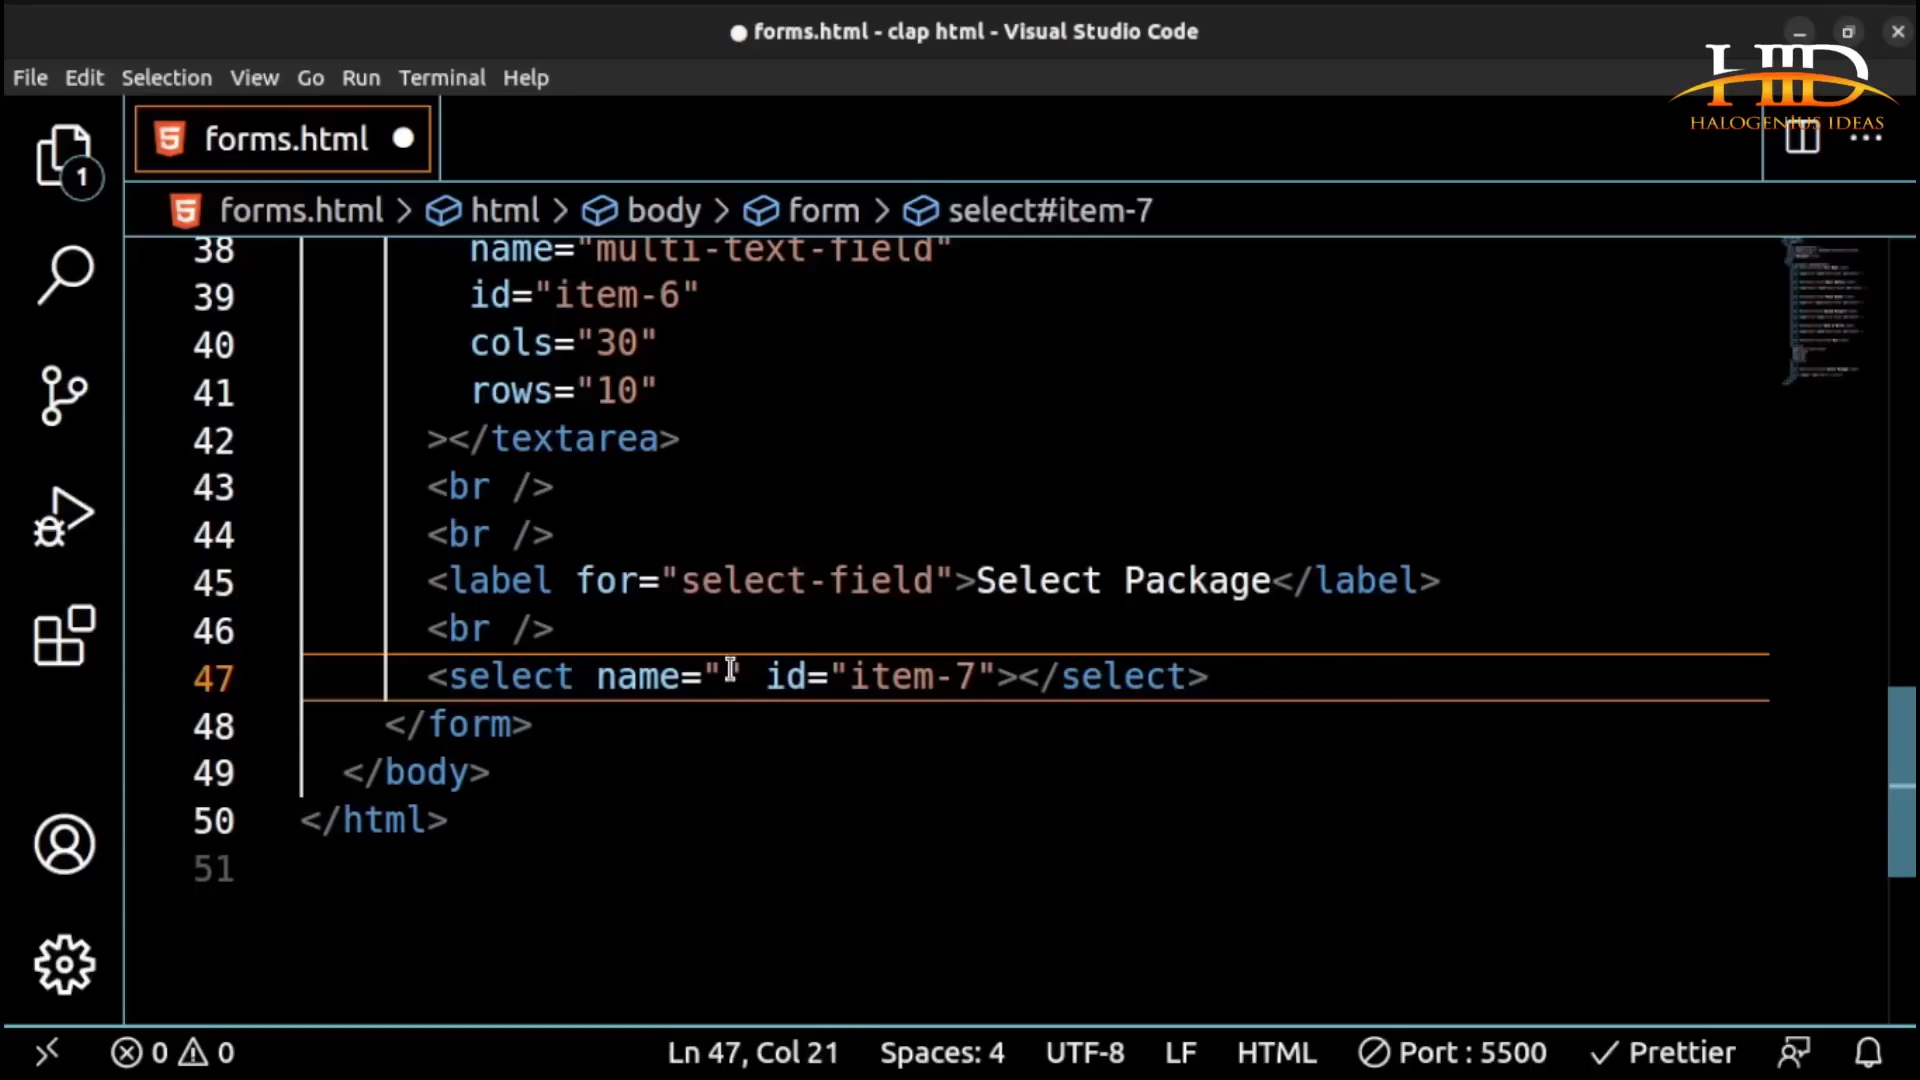 forms.html - clap html - Visual Studio Code
File Edit Selection View Go Run Terminal Help
HID
HALOGENIUS IDEAS
forms.html
1
forms.html > html > body > form > select#item-7
38 name="multi-text-field"
39 id="item-6"
40 cols="30"
41 rows="10"
42 ></textarea>
43 <br />
44 <br />
45 <label for="select-field">Select Package</label>
46 <br />
47 <select name="" id="item-7"></select>
48 </form>
49 </body>
50 </html>
51
0 0 Ln 47, Col 21 Spaces: 4 UTF-8 LF HTML Port : 5500 Prettier